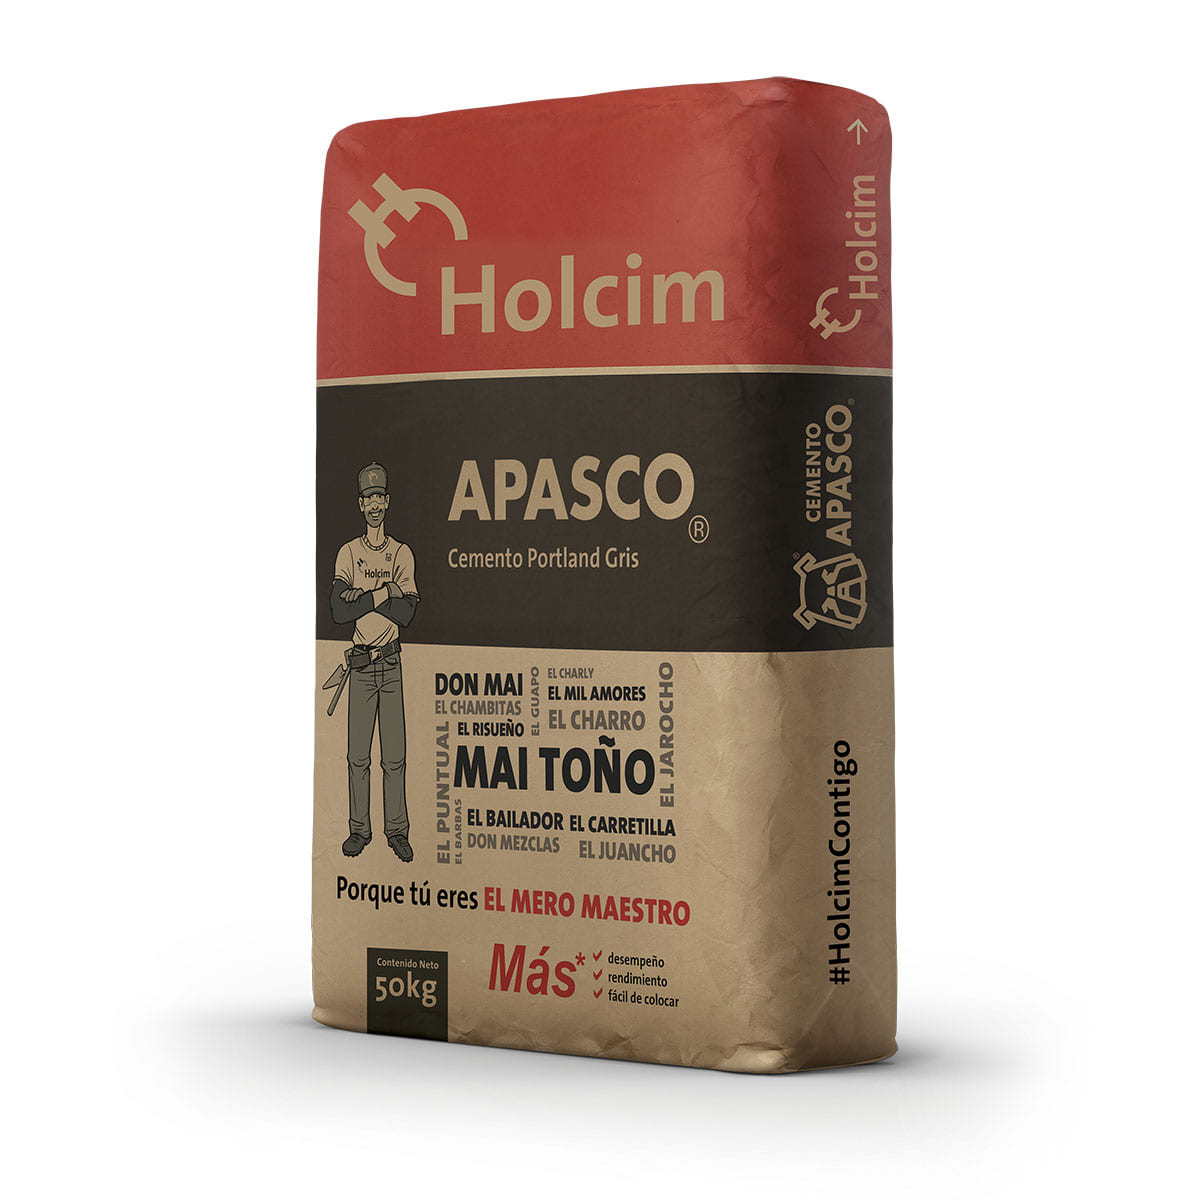 Holcim
APASCO®
Cemento Portland Gris
Holcim
DON MAI
EL CHAMBITAS
EL RISUEÑO
EL GUAPO
EL CHARLY
EL MIL AMORES
EL CHARRO
EL JAROCHO
MAI TOÑO
EL PUNTUAL
EL BARBAS
EL BAILADOR EL CARRETILLA
DON MEZCLAS EL JUANCHO
Porque tú eres EL MERO MAESTRO
Contenido Neto
50kg
Más*
desempeño
rendimiento
fácil de colocar
Holcim
CEMENTO
APASCO®
®
#HolcimContigo